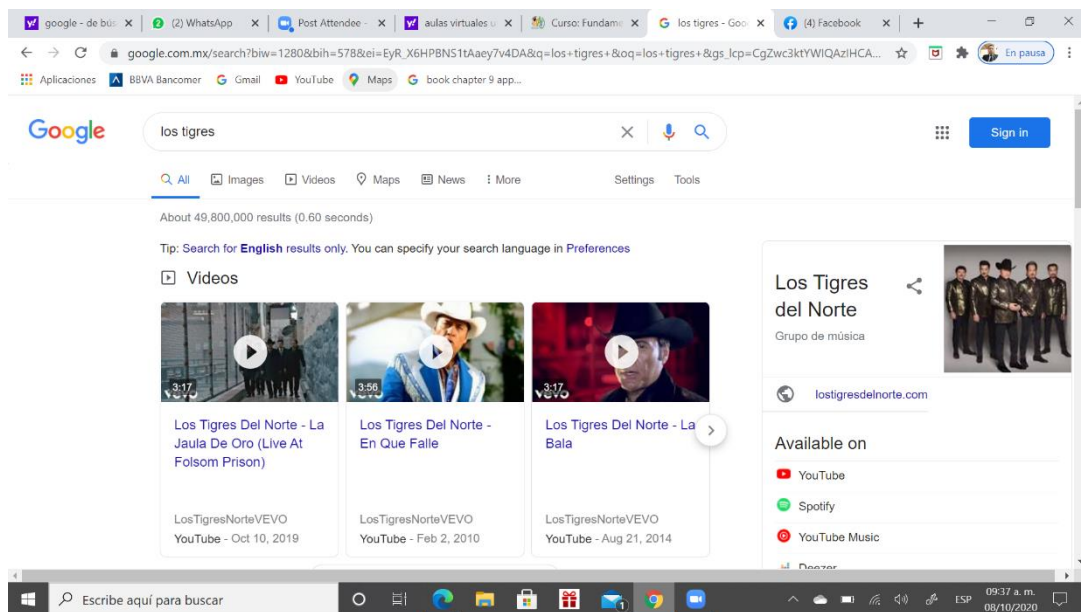 google - de bús
(2) WhatsApp
Post Attendee -
aulas virtuales u
Curso: Fundame
los tigres - Goo
(4) Facebook
google.com.mx/search?biw=1280&bih=578&ei=EyR_X6HPBNS1tAaey7v4DA&q=los+tigres+&oq=los+tigres+&gs_lcp=CgZwc3ktYWIQAzIHCA...
En pausa
Aplicaciones
BBVA Bancomer
Gmail
YouTube
Maps
book chapter 9 app...
Google
los tigres
Sign in
All
Images
Videos
Maps
News
More
Settings
Tools
About 49,800,000 results (0.60 seconds)
Tip: Search for English results only. You can specify your search language in Preferences
Videos
3:17
vevo
3:56
vevo
3:17
vevo
Los Tigres Del Norte - La
Jaula De Oro (Live At
Folsom Prison)
LosTigresNorteVEVO
YouTube - Oct 10, 2019
Los Tigres Del Norte -
En Que Falle
LosTigresNorteVEVO
YouTube - Feb 2, 2010
Los Tigres Del Norte - La
Bala
LosTigresNorteVEVO
YouTube - Aug 21, 2014
Los Tigres
del Norte
Grupo de música
lostigresdelnorte.com
Available on
YouTube
Spotify
YouTube Music
Deezer
Escribe aquí para buscar
ESP
09:37 a. m.
08/10/2020